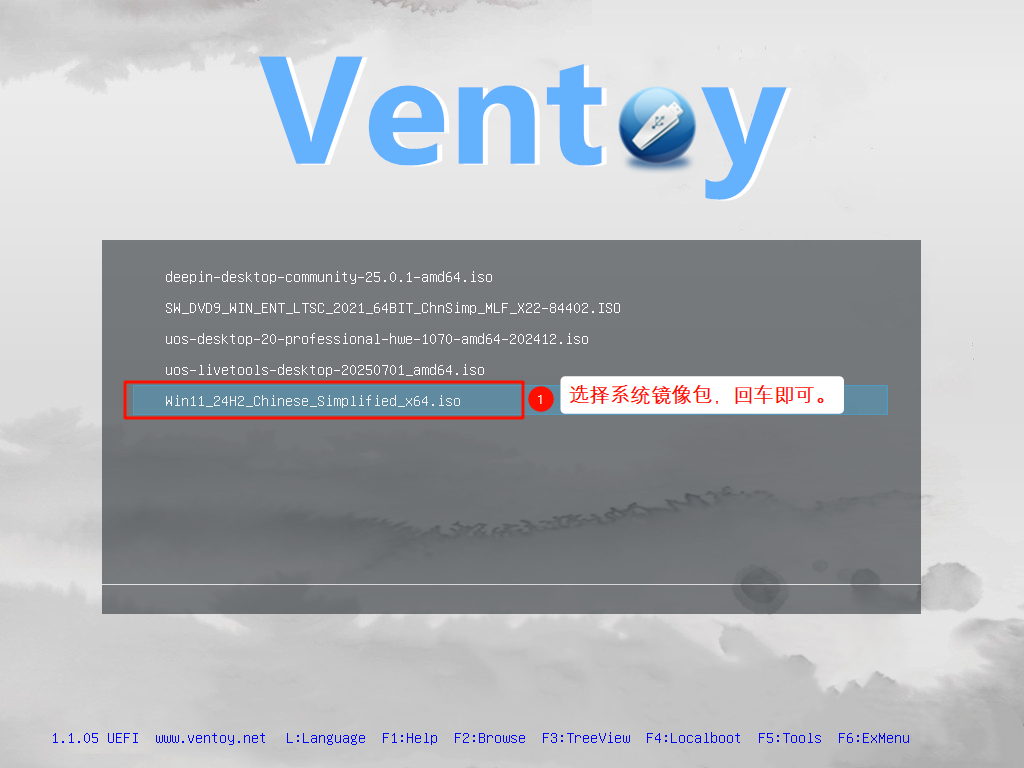 Ventoy
deepin-desktop-community-25.0.1-amd64.iso
SW_DVD9_WIN_ENT_LTSC_2021_64BIT_ChnSimp_MLF_X22-84402.ISO
uos-desktop-20-professional-hwe-1070-amd64-202412.iso
uos-livetools-desktop-20250701_amd64.iso
Win11_24H2_Chinese_Simplified_x64.iso 1 选择系统镜像包，回车即可。
1.1.05 UEFI www.ventoy.net L:Language F1:Help F2:Browse F3:TreeView F4:Localboot F5:Tools F6:ExMenu